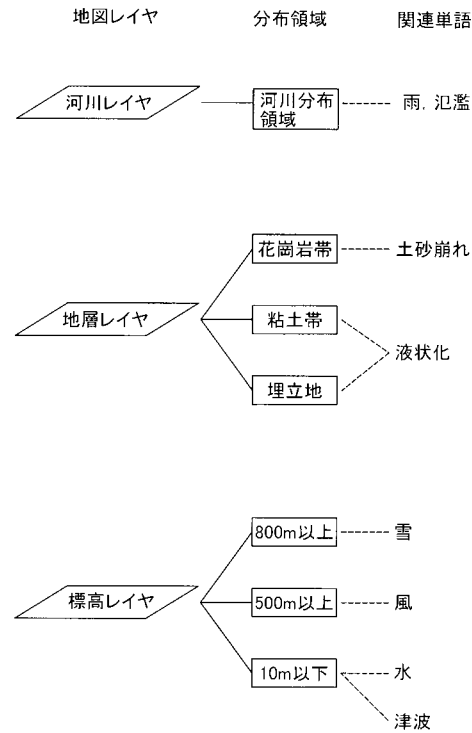 地図レイヤ 分布領域 関連単語
河川レイヤ 河川分布 雨, 氾濫
領域
花崗岩帯 土砂崩れ
地層レイヤ 粘土帯
液状化
埋立地
800m以上 雪
標高レイヤ 500m以上 風
10m以下 水
津波